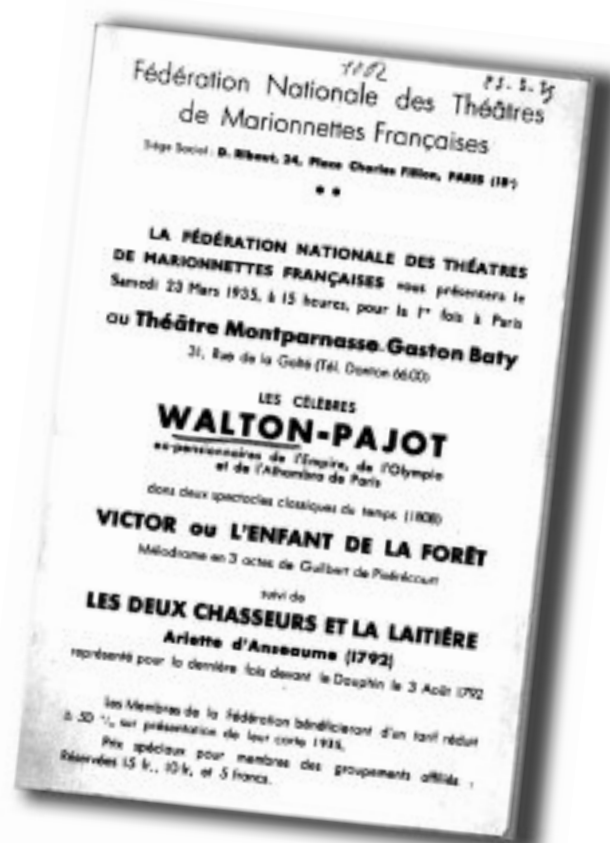 1102
23-3-35
Fédération Nationale des Théâtres
de Marionnettes Françaises
Siège Social : D. Ribaut, 24, Place Charles Fillion, PARIS (18e)
LA FÉDÉRATION NATIONALE DES THÉATRES
DE MARIONNETTES FRANÇAISES vous présentera le
Samedi 23 Mars 1935, à 15 heures, pour la 1re fois à Paris
au Théâtre Montparnasse-Gaston Baty
31, Rue de la Gaîté (Tél. Danton 66.00)
LES CÉLÈBRES
WALTON-PAJOT
ex-pensionnaires de l'Empire, de l'Olympia
et de l'Alhambra de Paris
dans deux spectacles classiques du temps (1808)
VICTOR ou L'ENFANT DE LA FORÊT
Mélodrame en 3 actes de Guilbert de Pixérécourt
suivi de
LES DEUX CHASSEURS ET LA LAITIÈRE
Ariette d'Anseaume (1792)
représenté pour la dernière fois devant le Dauphin le 3 Août 1792
Les Membres de la Fédération bénéficieront d'un tarif réduit
à 50 %, sur présentation de leur carte 1935.
Prix spéciaux pour membres des groupements affiliés :
Réservées 15 fr., 10 fr. et 5 francs.